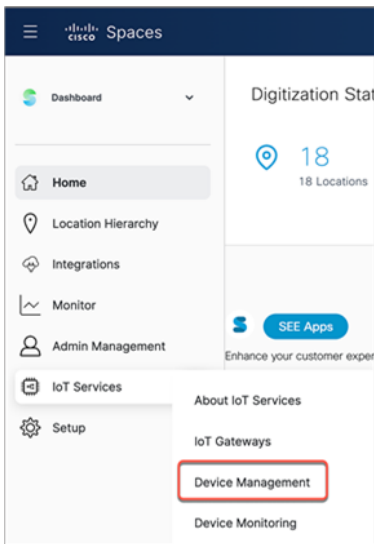 cisco Spaces
Dashboard
Digitization Stat
18
18 Locations
Home
Location Hierarchy
Integrations
Monitor
SEE Apps
Admin Management
Enhance your customer exper
IoT Services
About IoT Services
Setup
IoT Gateways
Device Management
Device Monitoring